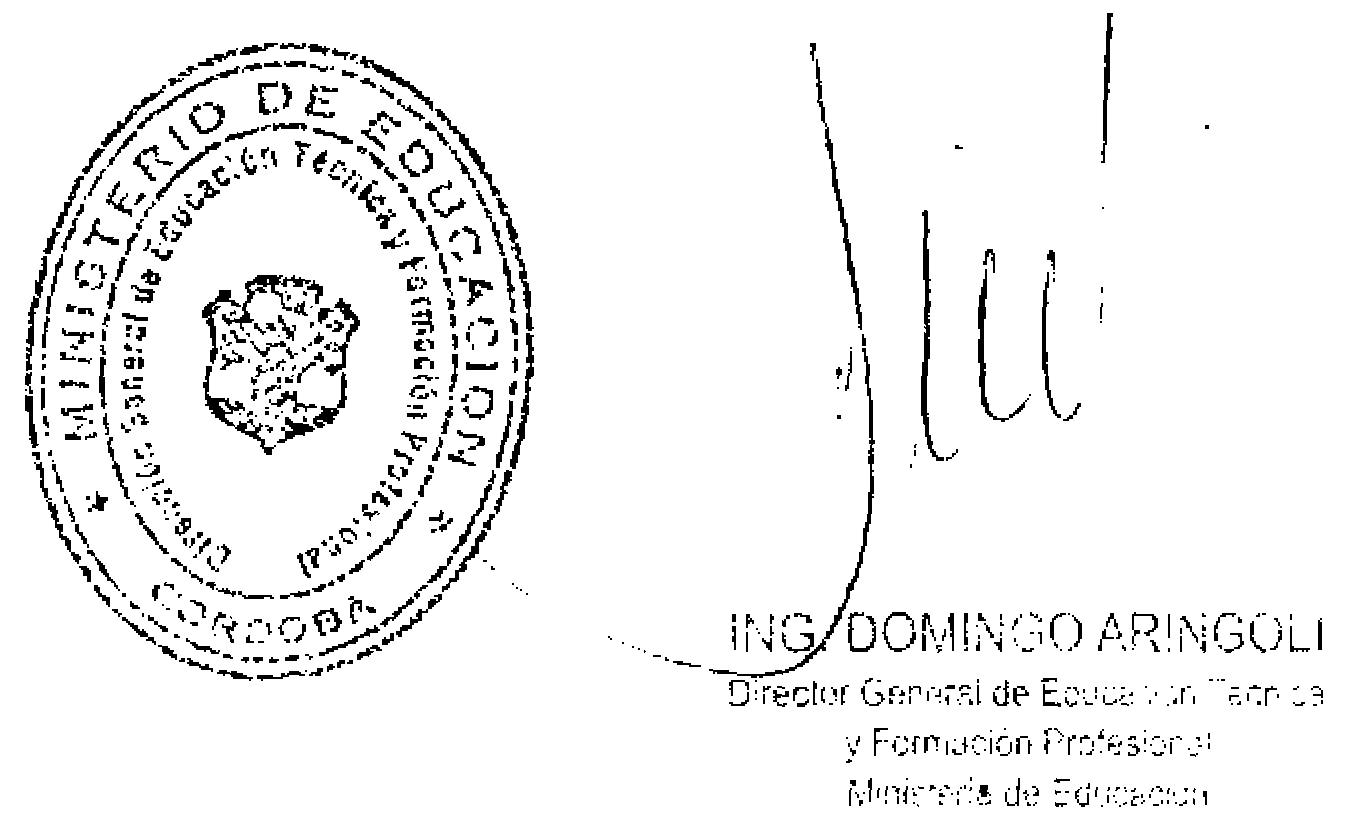 MINISTERIO DE EDUCACION
Dirección General de Educación Técnica y Formación Profesional
* CORDOBA *
ING. DOMINGO ARINGOLI
Director General de Educación Tecnica
y Formación Profesional
Ministerio de Educación